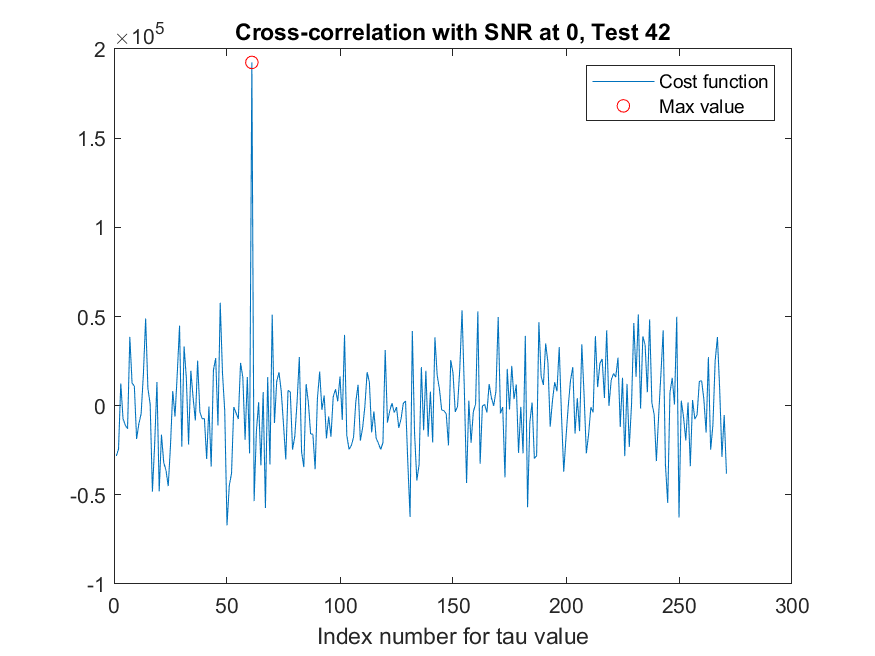 Cross-correlation with SNR at 0, Test 42
×10^5
2
1.5
1
0.5
0
-0.5
-1
0 50 100 150 200 250 300
Index number for tau value
Cost function
Max value